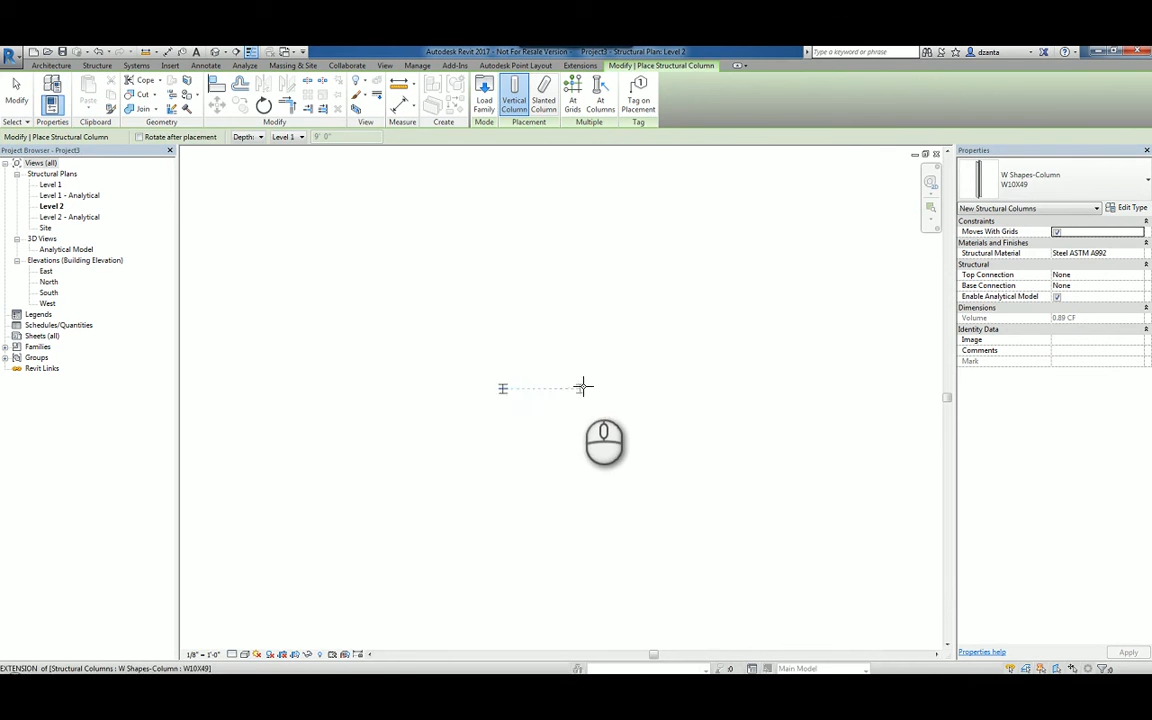 Autodesk Revit 2017 - Not For Resale Version - Project3 - Structural Plan: Level 2
Type a keyword or phrase
dzanta
Architecture Structure Systems Insert Annotate Analyze Massing & Site Collaborate View Manage Add-Ins Autodesk Point Layout Extensions Modify | Place Structural Column
Modify
Paste
Cope
Cut
Join
Load Family
Vertical Column
Slanted Column
At Grids
At Columns
Tag on Placement
Select Properties Clipboard Geometry Modify View Measure Create Mode Placement Multiple Tag
Modify | Place Structural Column Rotate after placement Depth: Level 1 9' 0"
Project Browser - Project3
Views (all)
Structural Plans
Level 1
Level 1 - Analytical
Level 2
Level 2 - Analytical
Site
3D Views
Analytical Model
Elevations (Building Elevation)
East
North
South
West
Legends
Schedules/Quantities
Sheets (all)
Families
Groups
Revit Links
Properties
W Shapes-Column
W10X49
New Structural Columns Edit Type
Constraints
Moves With Grids
Materials and Finishes
Structural Material Steel ASTM A992
Structural
Top Connection None
Base Connection None
Enable Analytical Model
Dimensions
Volume 0.89 CF
Identity Data
Image
Comments
Mark
Properties help Apply
1/8" = 1'-0"
EXTENSION of [Structural Columns : W Shapes-Column : W10X49]
:0 Main Model :0